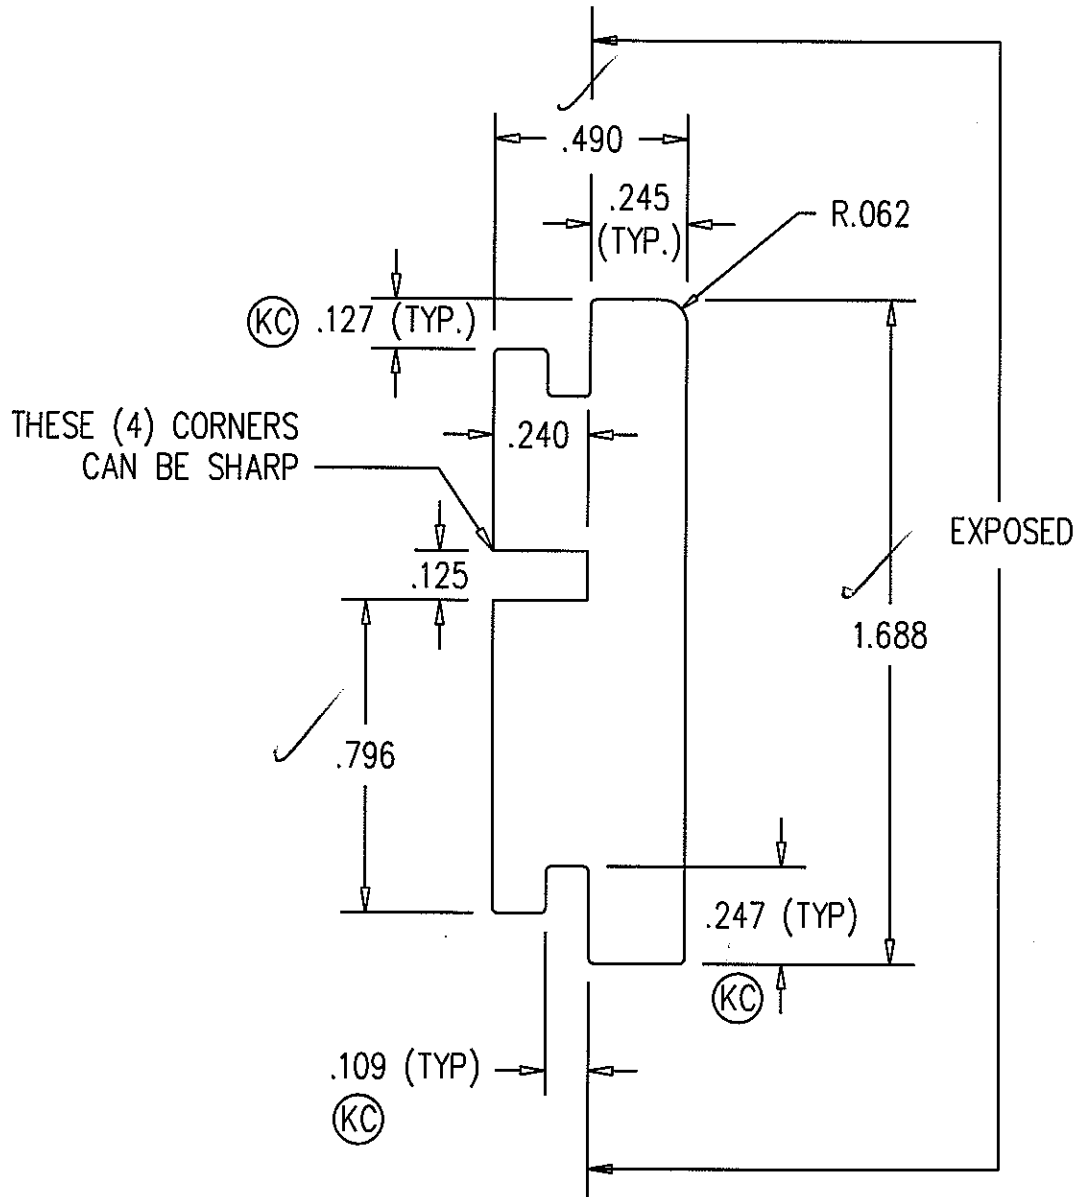 .490
.245
(TYP.)
R.062
KC .127 (TYP.)
THESE (4) CORNERS
CAN BE SHARP
.240
.125
EXPOSED
1.688
.796
.247 (TYP)
KC
.109 (TYP)
KC